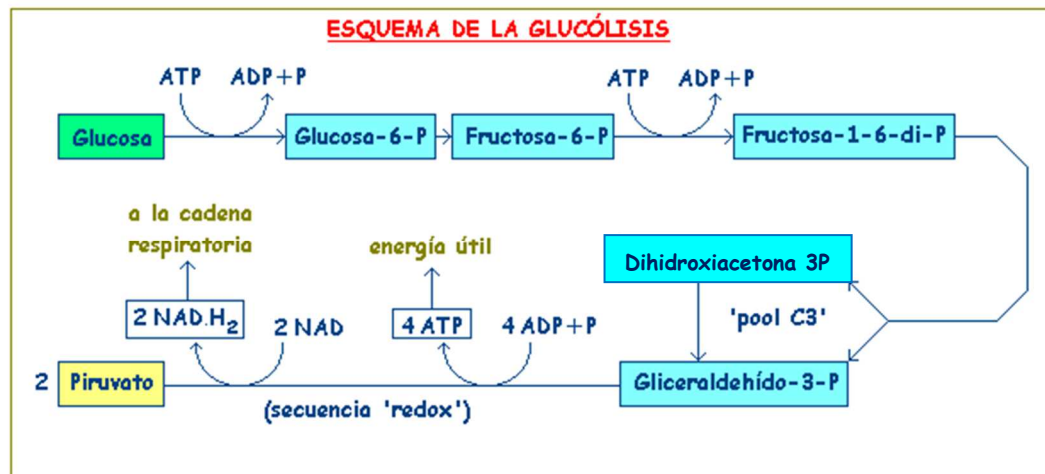 ESQUEMA DE LA GLUCÓLISIS
ATP
ADP+P
ATP
ADP+P
Glucosa
Glucosa-6-P
Fructosa-6-P
Fructosa-1-6-di-P
a la cadena
respiratoria
energía útil
Dihidroxiacetona 3P
'pool C3'
2 NAD.H₂
2 NAD
4 ATP
4 ADP+P
2 Piruvato
Gliceraldehído-3-P
(secuencia 'redox')